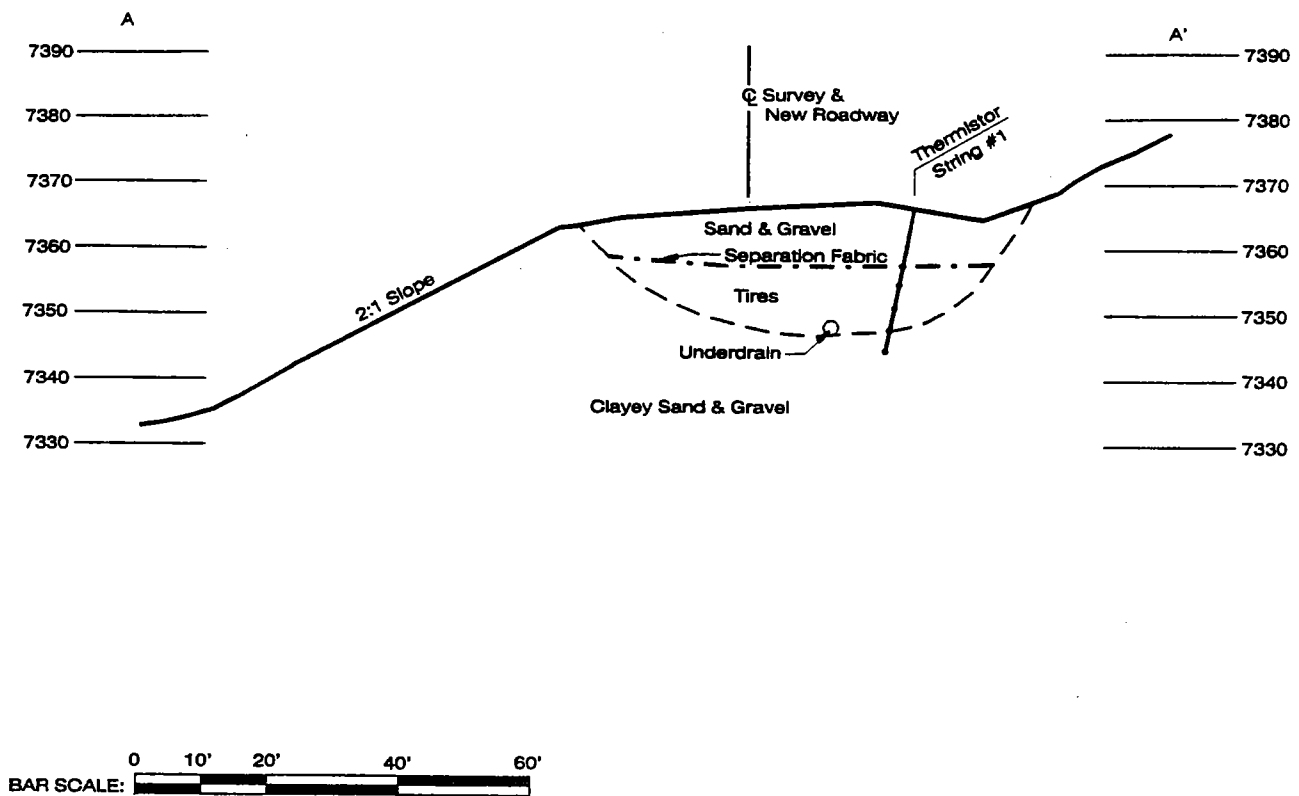 A
A'
7390
7380
7370
7360
7350
7340
7330
7390
7380
7370
7360
7350
7340
7330
℄ Survey &
New Roadway
Thermistor
String #1
Sand & Gravel
Separation Fabric
2:1 Slope
Tires
Underdrain
Clayey Sand & Gravel
BAR SCALE:
0 10' 20' 40' 60'